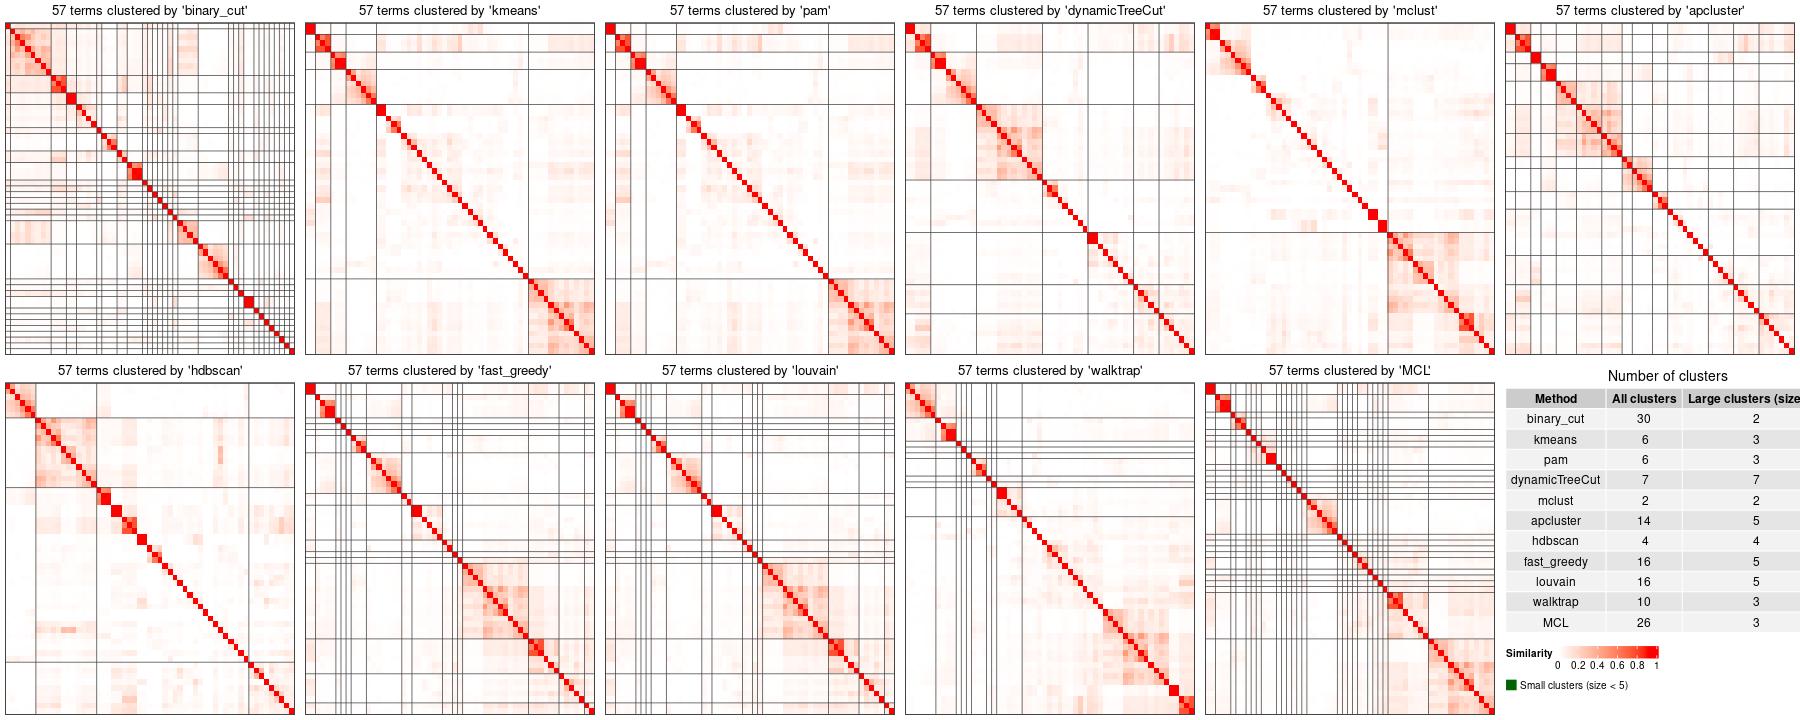 57 terms clustered by 'binary_cut'
57 terms clustered by 'kmeans'
57 terms clustered by 'pam'
57 terms clustered by 'dynamicTreeCut'
57 terms clustered by 'mclust'
57 terms clustered by 'apcluster'
57 terms clustered by 'hdbscan'
57 terms clustered by 'fast_greedy'
57 terms clustered by 'louvain'
57 terms clustered by 'walktrap'
57 terms clustered by 'MCL'
Number of clusters
Method All clusters Large clusters (size
binary_cut 30 2
kmeans 6 3
pam 6 3
dynamicTreeCut 7 7
mclust 2 2
apcluster 14 5
hdbscan 4 4
fast_greedy 16 5
louvain 16 5
walktrap 10 3
MCL 26 3
Similarity
0 0.2 0.4 0.6 0.8 1
Small clusters (size < 5)